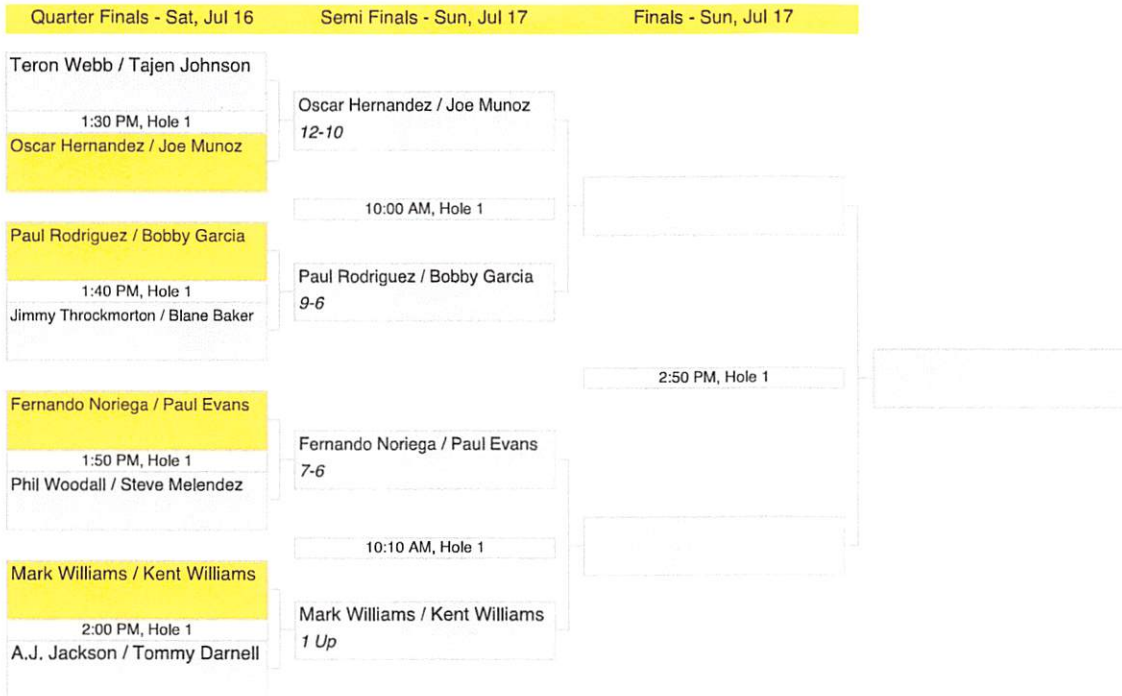 Quarter Finals - Sat, Jul 16
Semi Finals - Sun, Jul 17
Finals - Sun, Jul 17
Teron Webb / Tajen Johnson
1:30 PM, Hole 1
Oscar Hernandez / Joe Munoz
Paul Rodriguez / Bobby Garcia
1:40 PM, Hole 1
Jimmy Throckmorton / Blane Baker
Fernando Noriega / Paul Evans
1:50 PM, Hole 1
Phil Woodall / Steve Melendez
Mark Williams / Kent Williams
2:00 PM, Hole 1
A.J. Jackson / Tommy Darnell
Oscar Hernandez / Joe Munoz
12-10
10:00 AM, Hole 1
Paul Rodriguez / Bobby Garcia
9-6
Fernando Noriega / Paul Evans
7-6
10:10 AM, Hole 1
Mark Williams / Kent Williams
1 Up
2:50 PM, Hole 1